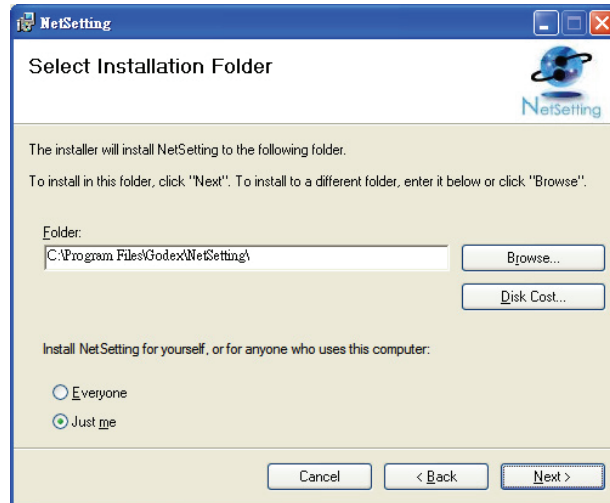 NetSetting
Select Installation Folder
NetSetting
The installer will install NetSetting to the following folder.
To install in this folder, click "Next". To install to a different folder, enter it below or click "Browse".
Folder:
C:\Program Files\Godex\NetSetting\
Browse...
Disk Cost...
Install NetSetting for yourself, or for anyone who uses this computer:
Everyone
Just me
Cancel
< Back
Next >